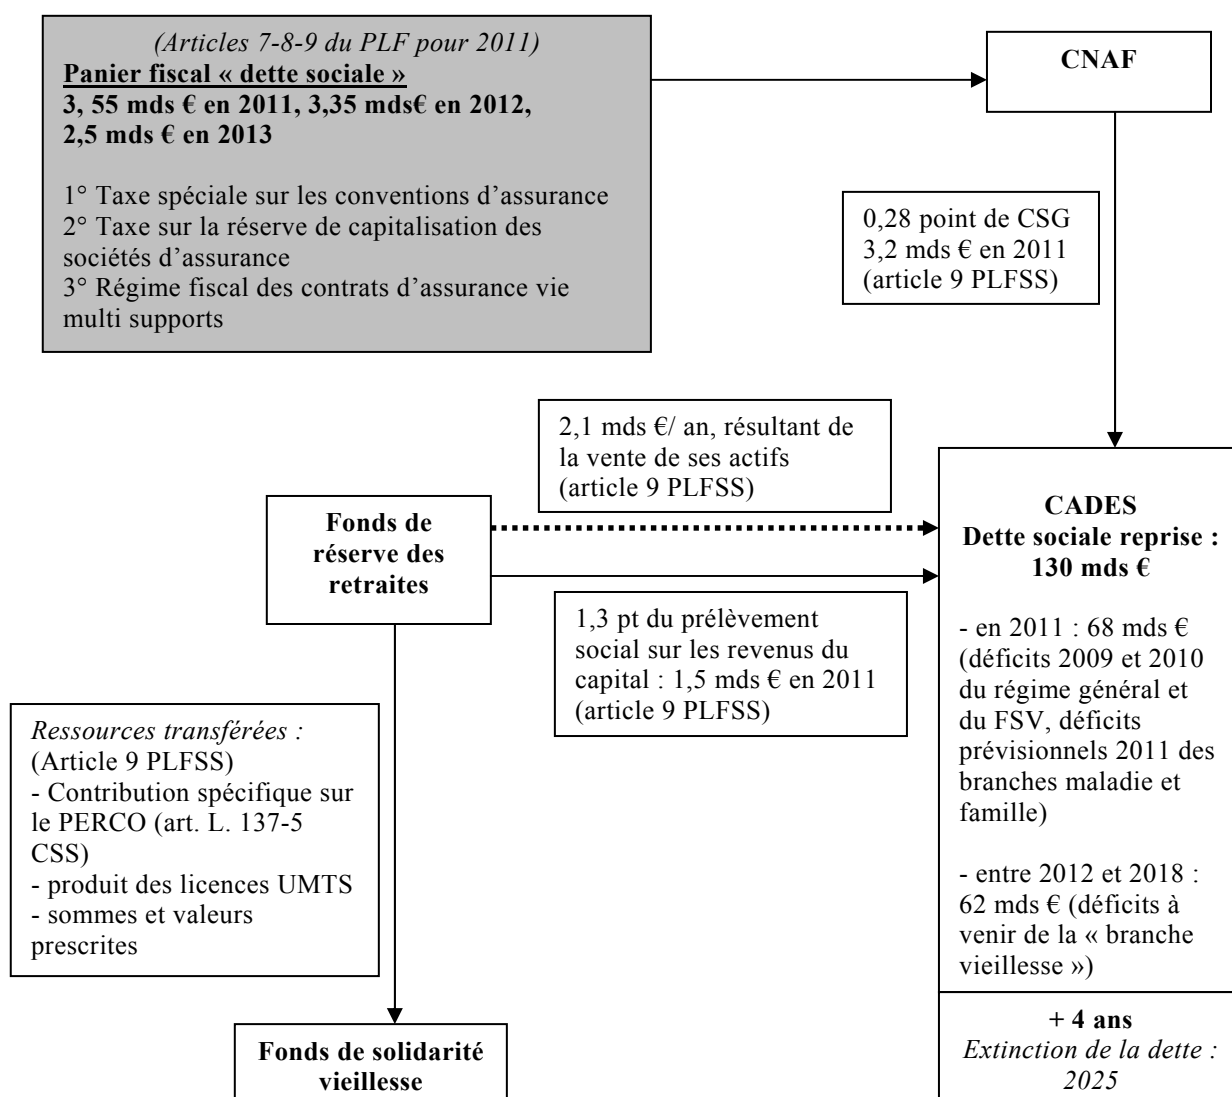 (Articles 7-8-9 du PLF pour 2011)
Panier fiscal « dette sociale »
3, 55 mds € en 2011, 3,35 mds€ en 2012,
2,5 mds € en 2013
1° Taxe spéciale sur les conventions d’assurance
2° Taxe sur la réserve de capitalisation des
sociétés d’assurance
3° Régime fiscal des contrats d’assurance vie
multi supports
CNAF
0,28 point de CSG
3,2 mds € en 2011
(article 9 PLFSS)
2,1 mds €/ an, résultant de
la vente de ses actifs
(article 9 PLFSS)
Fonds de
réserve des
retraites
1,3 pt du prélèvement
social sur les revenus du
capital : 1,5 mds € en 2011
(article 9 PLFSS)
CADES
Dette sociale reprise :
130 mds €
- en 2011 : 68 mds €
(déficits 2009 et 2010
du régime général et
du FSV, déficits
prévisionnels 2011 des
branches maladie et
famille)
- entre 2012 et 2018 :
62 mds € (déficits à
venir de la « branche
vieillesse »)
+ 4 ans
Extinction de la dette :
2025
Ressources transférées :
(Article 9 PLFSS)
- Contribution spécifique sur
le PERCO (art. L. 137-5
CSS)
- produit des licences UMTS
- sommes et valeurs
prescrites
Fonds de solidarité
vieillesse